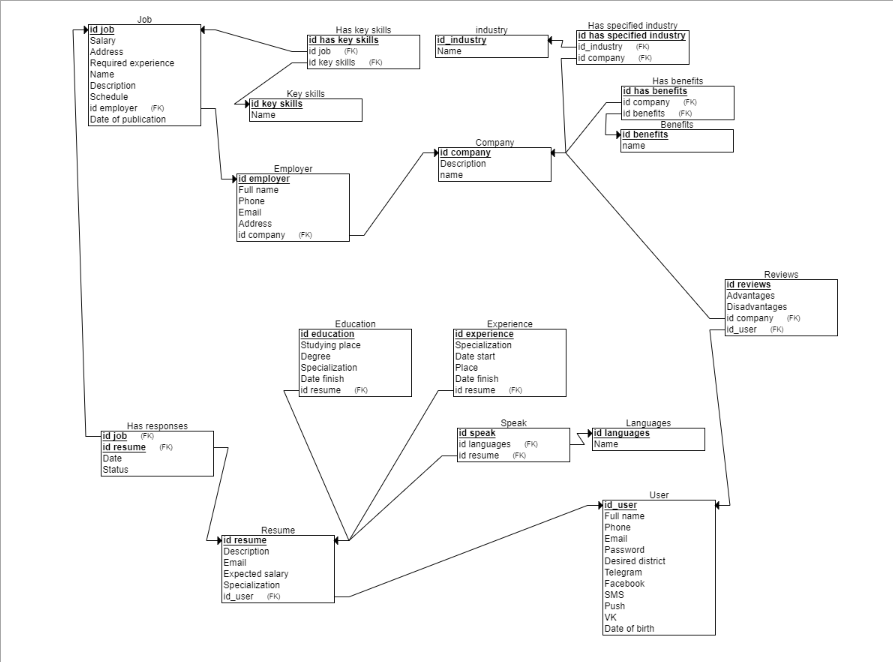 Job
id job
Salary
Address
Required experience
Name
Description
Schedule
id employer (FK)
Date of publication
Has key skills
id has key skills
id job (FK)
id key skills (FK)
Key skills
id key skills
Name
industry
id_industry
Name
Has specified industry
id has specified industry
id_industry (FK)
id company (FK)
Has benefits
id has benefits
id company (FK)
id benefits (FK)
Benefits
id benefits
name
Company
id company
Description
name
Employer
id employer
Full name
Phone
Email
Address
id company (FK)
Reviews
id reviews
Advantages
Disadvantages
id company (FK)
id_user (FK)
Education
id education
Studying place
Degree
Specialization
Date finish
id resume (FK)
Experience
id experience
Specialization
Date start
Place
Date finish
id resume (FK)
Has responses
id job (FK)
id resume (FK)
Date
Status
Speak
id speak
id languages (FK)
id resume (FK)
Languages
id languages
Name
Resume
id resume
Description
Email
Expected salary
Specialization
id_user (FK)
User
id_user
Full name
Phone
Email
Password
Desired district
Telegram
Facebook
SMS
Push
VK
Date of birth